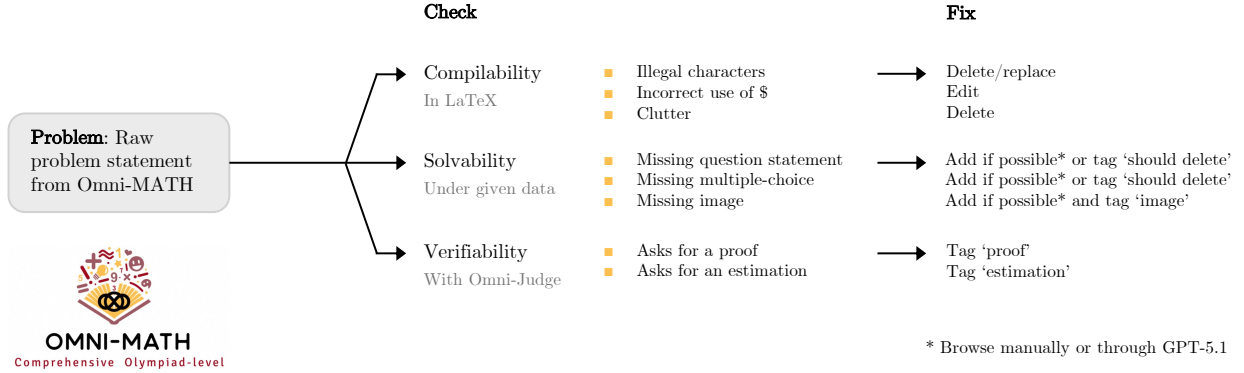 Check
Fix
Problem: Raw
problem statement
from Omni-MATH
Compilability
In LaTeX
Illegal characters
Incorrect use of $
Clutter
Delete/replace
Edit
Delete
Solvability
Under given data
Missing question statement
Missing multiple-choice
Missing image
Add if possible* or tag ‘should delete’
Add if possible* or tag ‘should delete’
Add if possible* and tag ‘image’
Verifiability
With Omni-Judge
Asks for a proof
Asks for an estimation
Tag ‘proof’
Tag ‘estimation’
OMNI-MATH
Comprehensive Olympiad-level
* Browse manually or through GPT-5.1